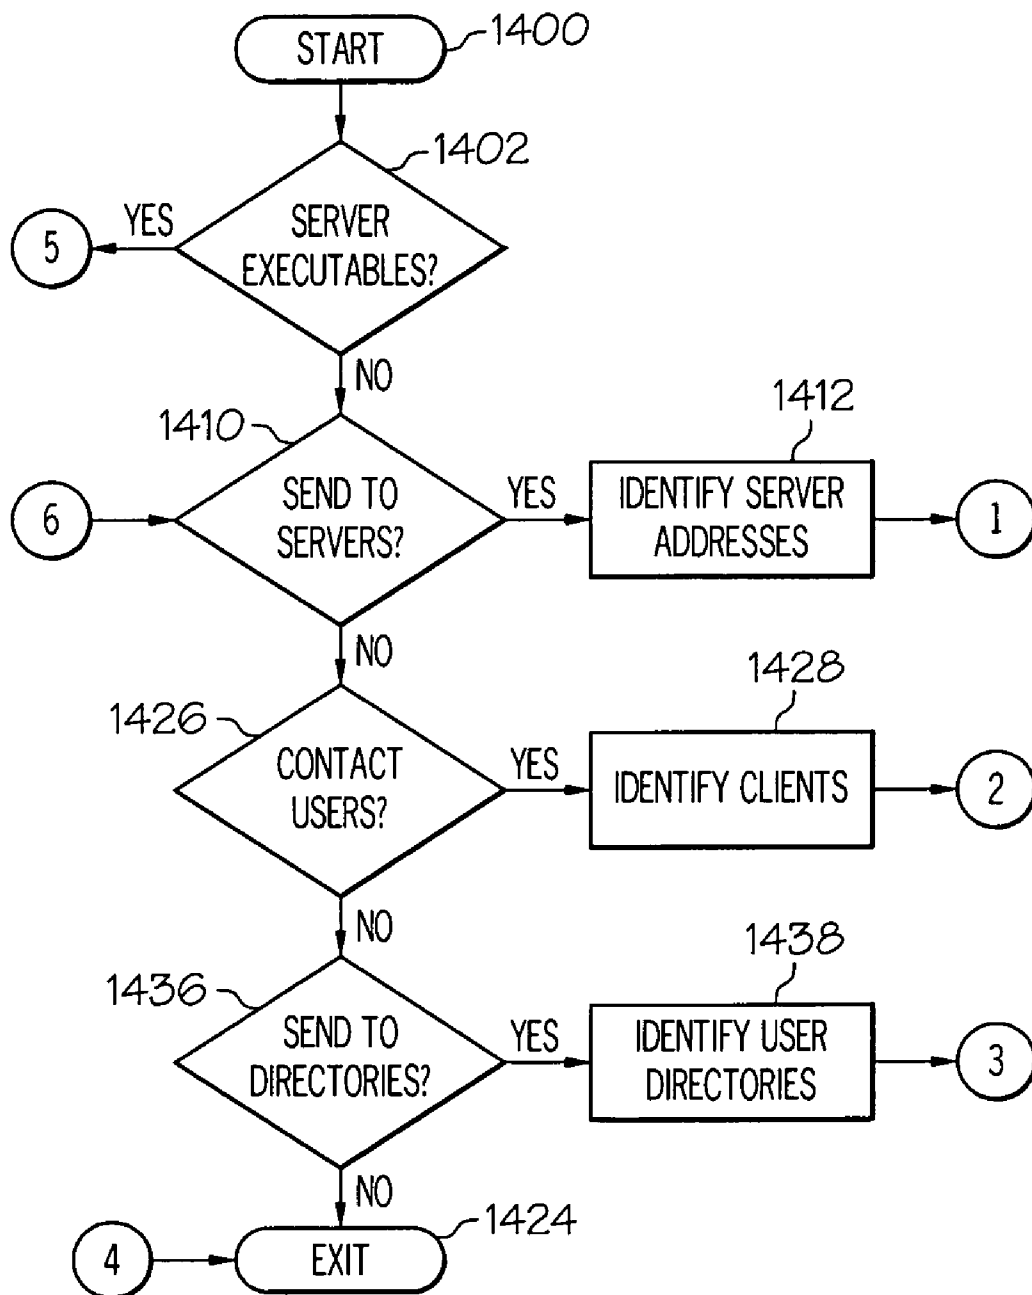 START
1400
1402
SERVER
EXECUTABLES?
YES
5
NO
1410
SEND TO
SERVERS?
6
YES
1412
IDENTIFY SERVER
ADDRESSES
1
NO
1426
CONTACT
USERS?
YES
1428
IDENTIFY CLIENTS
2
NO
1436
SEND TO
DIRECTORIES?
YES
1438
IDENTIFY USER
DIRECTORIES
3
NO
4
EXIT
1424